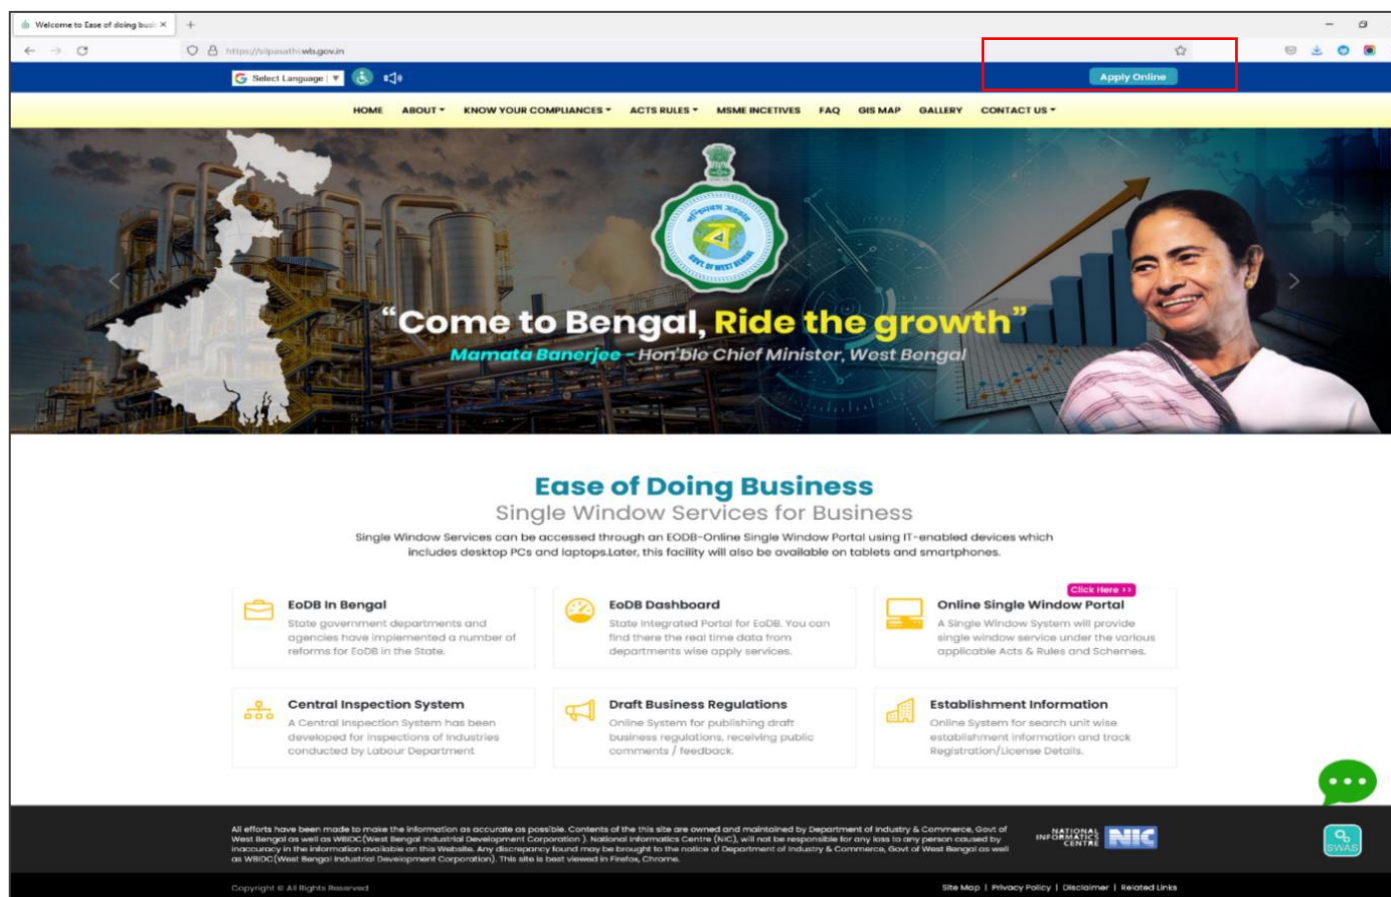 Welcome to Ease of doing busi
https://silpasathi.wb.gov.in
Select Language
Apply Online
HOME ABOUT KNOW YOUR COMPLIANCES ACTS RULES MSME INCETIVES FAQ GIS MAP GALLERY CONTACT US
পশ্চিমবঙ্গ সরকার
ব
GOVT. OF WEST BENGAL
“Come to Bengal, Ride the growth”
Mamata Banerjee - Hon'ble Chief Minister, West Bengal
Ease of Doing Business
Single Window Services for Business
Single Window Services can be accessed through an EODB-Online Single Window Portal using IT-enabled devices which
includes desktop PCs and laptops.Later, this facility will also be available on tablets and smartphones.
EoDB In Bengal
State government departments and
agencies have implemented a number of
reforms for EoDB in the State.
EoDB Dashboard
State Integrated Portal for EoDB. You can
find there the real time data from
departments wise apply services.
Click Here >>
Online Single Window Portal
A Single Window System will provide
single window service under the various
applicable Acts & Rules and Schemes.
Central Inspection System
A Central Inspection System has been
developed for inspections of Industries
conducted by Labour Department
Draft Business Regulations
Online System for publishing draft
business regulations, receiving public
comments / feedback.
Establishment Information
Online System for search unit wise
establishment information and track
Registration/License Details.
All efforts have been made to make the information as accurate as possible. Contents of the this site are owned and maintained by Department of Industry & Commerce, Govt of
West Bengal as well as WBIDC(West Bengal Industrial Development Corporation ). National Informatics Centre (NIC), will not be responsible for any loss to any person caused by
inaccuracy in the information available on this Website. Any discrepancy found may be brought to the notice of Department of Industry & Commerce, Govt of West Bengal as well
as WBIDC(West Bengal Industrial Development Corporation). This site is best viewed in Firefox, Chrome.
NATIONAL
INFORMATICS
CENTRE
NIC
SWAS
Copyright © All Rights Reserved
Site Map | Privacy Policy | Disclaimer | Related Links